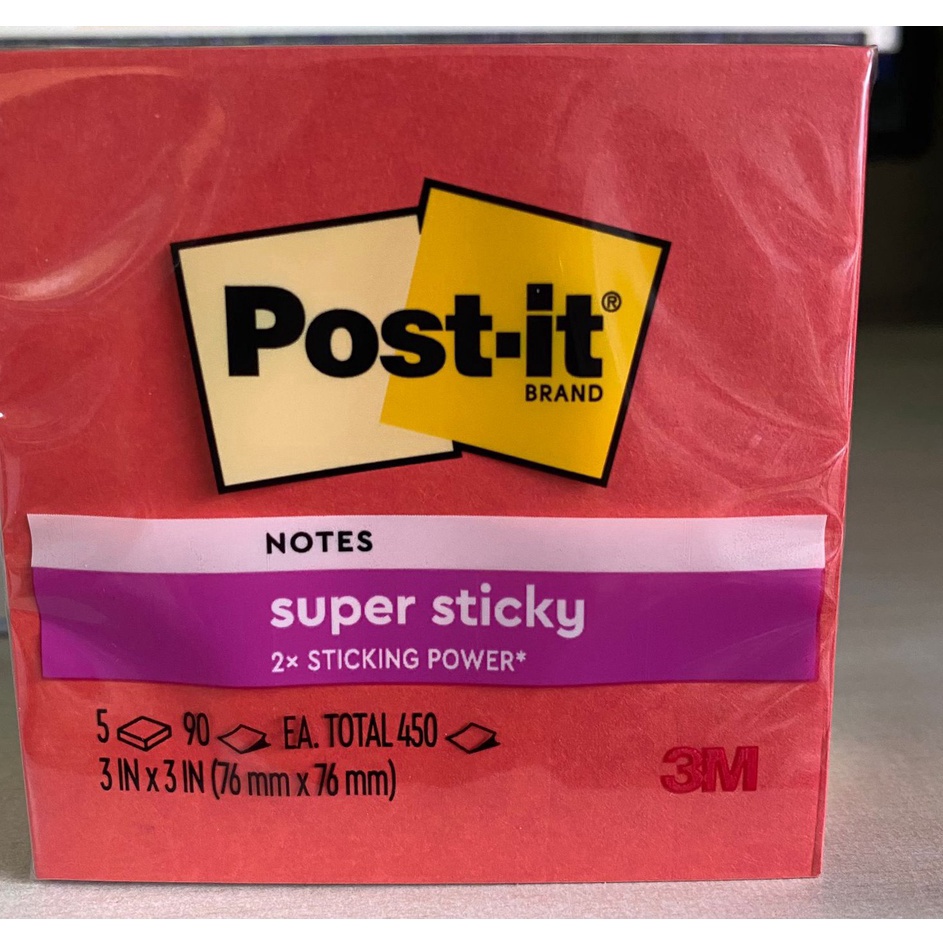 Post-it®
BRAND
NOTES
super sticky
2× STICKING POWER*
5 90 EA. TOTAL 450
3 IN x 3 IN (76 mm x 76 mm)
3M